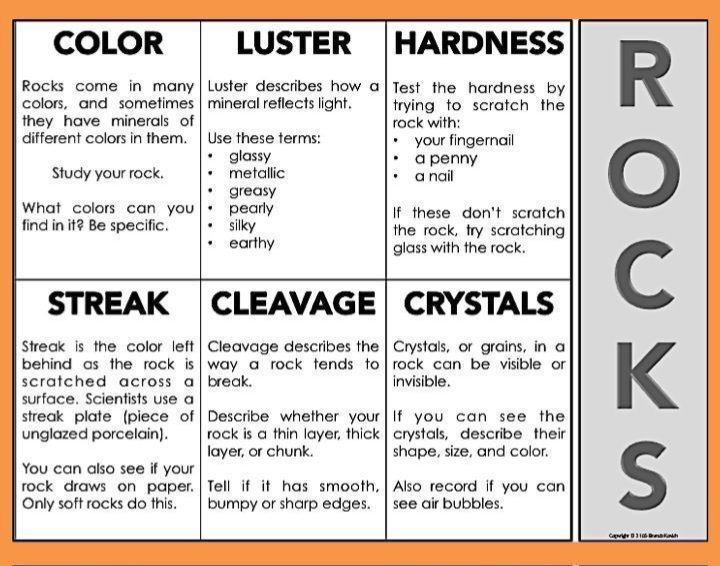 COLOR
Rocks come in many
colors, and sometimes
they have minerals of
different colors in them.
Study your rock.
What colors can you
find in it? Be specific.
LUSTER
Luster describes how a
mineral reflects light.
Use these terms:
• glassy
• metallic
• greasy
• pearly
• silky
• earthy
HARDNESS
Test the hardness by
trying to scratch the
rock with:
• your fingernail
• a penny
• a nail
If these don't scratch
the rock, try scratching
glass with the rock.
STREAK
Streak is the color left
behind as the rock is
scratched across a
surface. Scientists use a
streak plate (piece of
unglazed porcelain).
You can also see if your
rock draws on paper.
Only soft rocks do this.
CLEAVAGE
Cleavage describes the
way a rock tends to
break.
Describe whether your
rock is a thin layer, thick
layer, or chunk.
Tell if it has smooth,
bumpy or sharp edges.
CRYSTALS
Crystals, or grains, in a
rock can be visible or
invisible.
If you can see the
crystals, describe their
shape, size, and color.
Also record if you can
see air bubbles.
ROCKS
Copyright ©